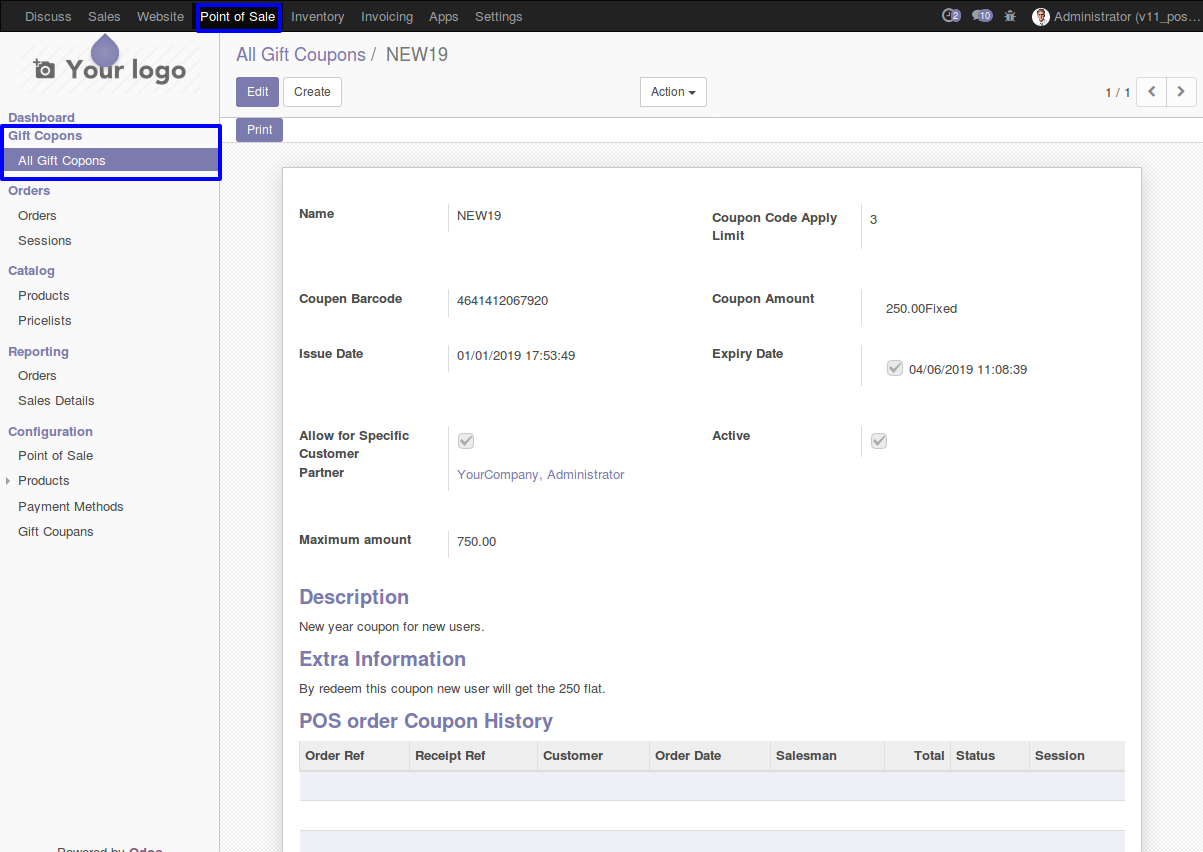 Discuss Sales Website Point of Sale Inventory Invoicing Apps Settings 2 10 Administrator (v11_pos...
Your logo
All Gift Coupons / NEW19
Edit Create Action 1 / 1
Print
Dashboard
Gift Copons
All Gift Copons
Orders
Orders
Sessions
Catalog
Products
Pricelists
Reporting
Orders
Sales Details
Configuration
Point of Sale
Products
Payment Methods
Gift Coupans
Powered by Odoo
Name NEW19
Coupon Code Apply
Limit 3
Coupen Barcode 4641412067920
Coupon Amount 250.00Fixed
Issue Date 01/01/2019 17:53:49
Expiry Date 04/06/2019 11:08:39
Allow for Specific
Customer
Partner YourCompany, Administrator
Active
Maximum amount 750.00
Description
New year coupon for new users.
Extra Information
By redeem this coupon new user will get the 250 flat.
POS order Coupon History
Order Ref Receipt Ref Customer Order Date Salesman Total Status Session